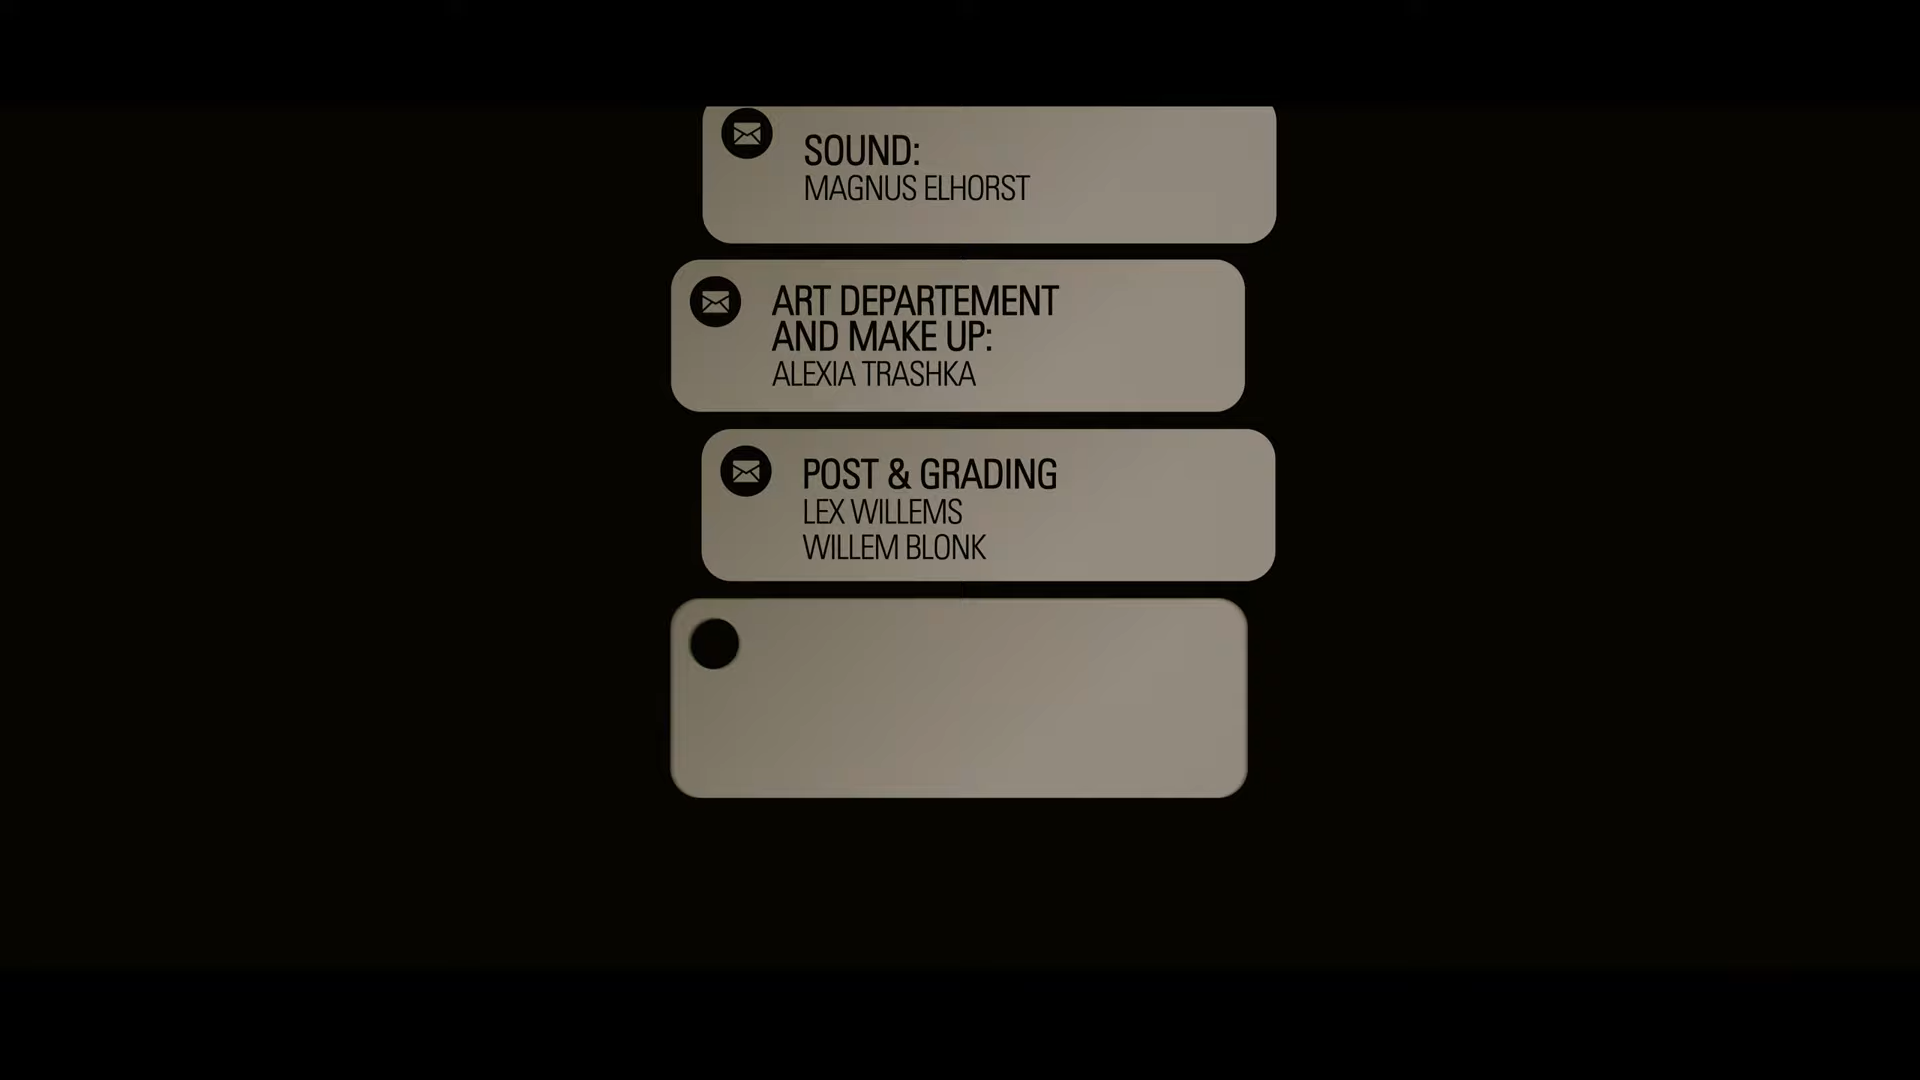 SOUND:
MAGNUS ELHORST
ART DEPARTEMENT
AND MAKE UP:
ALEXIA TRASHKA
POST & GRADING
LEX WILLEMS
WILLEM BLONK